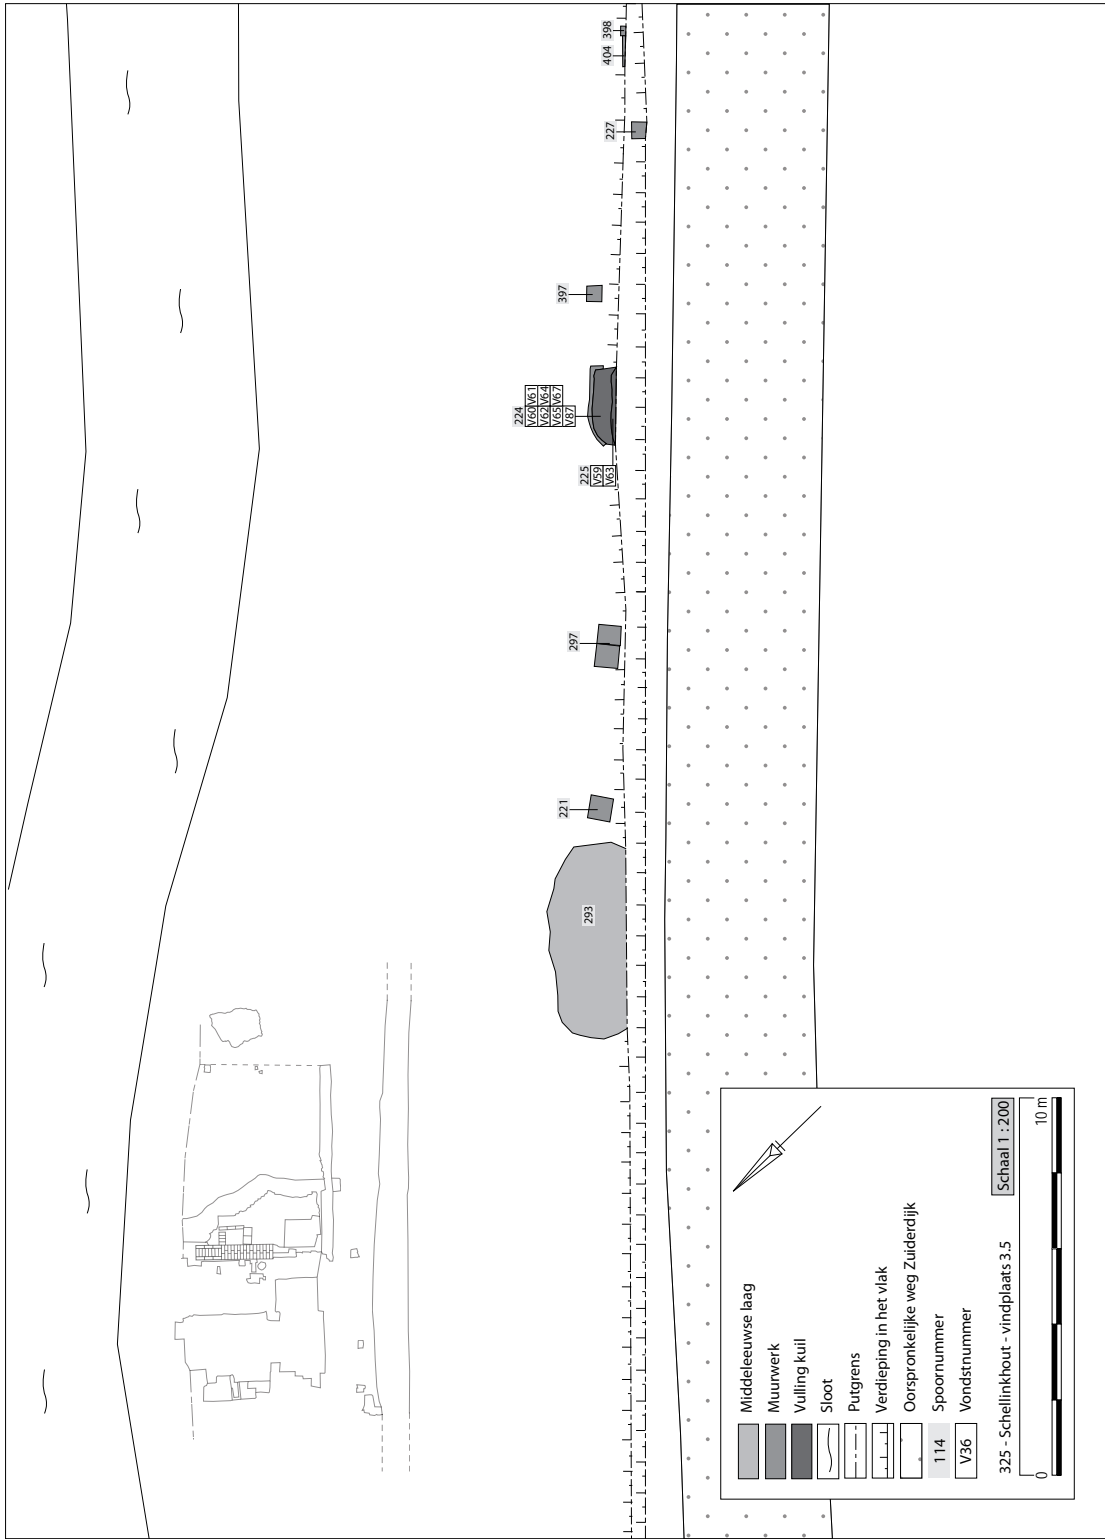 293
221
297
225
V59
V63
224
V60 V61
V62 V64
V65 V67
V87
397
227
404
398
Middeleeuwse laag
Muurwerk
Vulling kuil
Sloot
Putgrens
Verdieping in het vlak
Oorspronkelijke weg Zuiderdijk
114 Spoornummer
V36 Vondstnummer
325 - Schellinkhout - vindplaats 3.5
Schaal 1 : 200
0 10 m